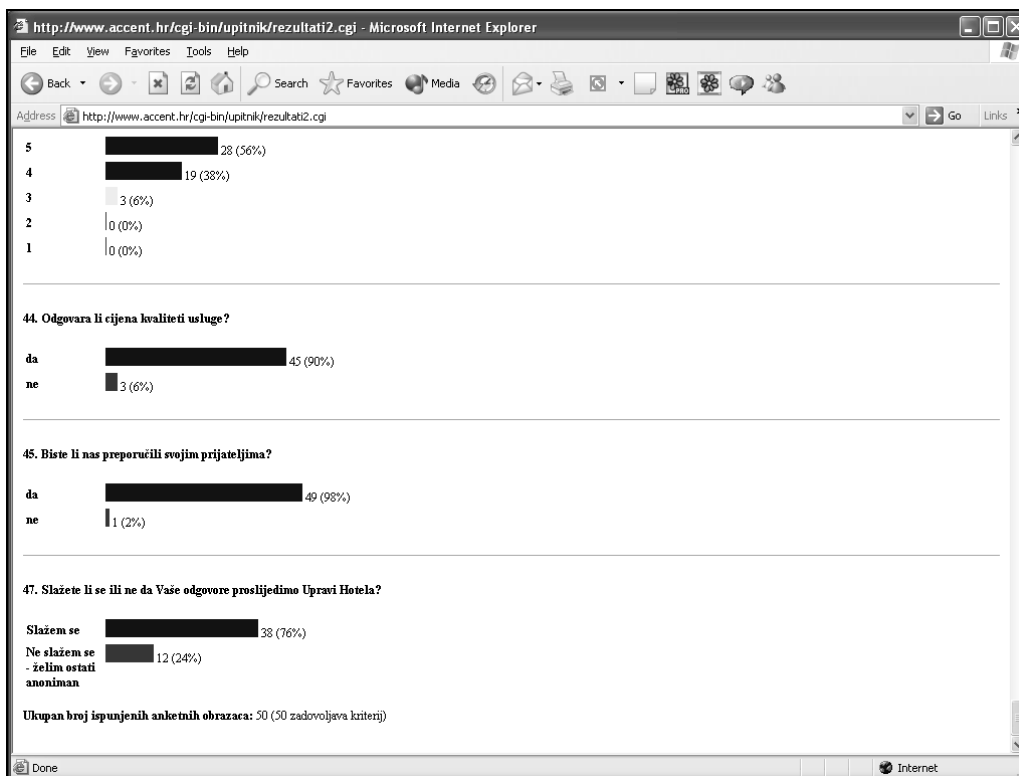 http://www.accent.hr/cgi-bin/upitnik/rezultati2.cgi - Microsoft Internet Explorer
File Edit View Favorites Tools Help
Back Search Favorites Media PRO
Address http://www.accent.hr/cgi-bin/upitnik/rezultati2.cgi Go Links
5 28 (56%)
4 19 (38%)
3 3 (6%)
2 0 (0%)
1 0 (0%)
44. Odgovara li cijena kvaliteti usluge?
da 45 (90%)
ne 3 (6%)
45. Biste li nas preporučili svojim prijateljima?
da 49 (98%)
ne 1 (2%)
47. Slažete li se ili ne da Vaše odgovore proslijedimo Upravi Hotela?
Slažem se 38 (76%)
Ne slažem se 12 (24%)
- želim ostati
anoniman
Ukupan broj ispunjenih anketnih obrazaca: 50 (50 zadovoljava kriterij)
Done Internet